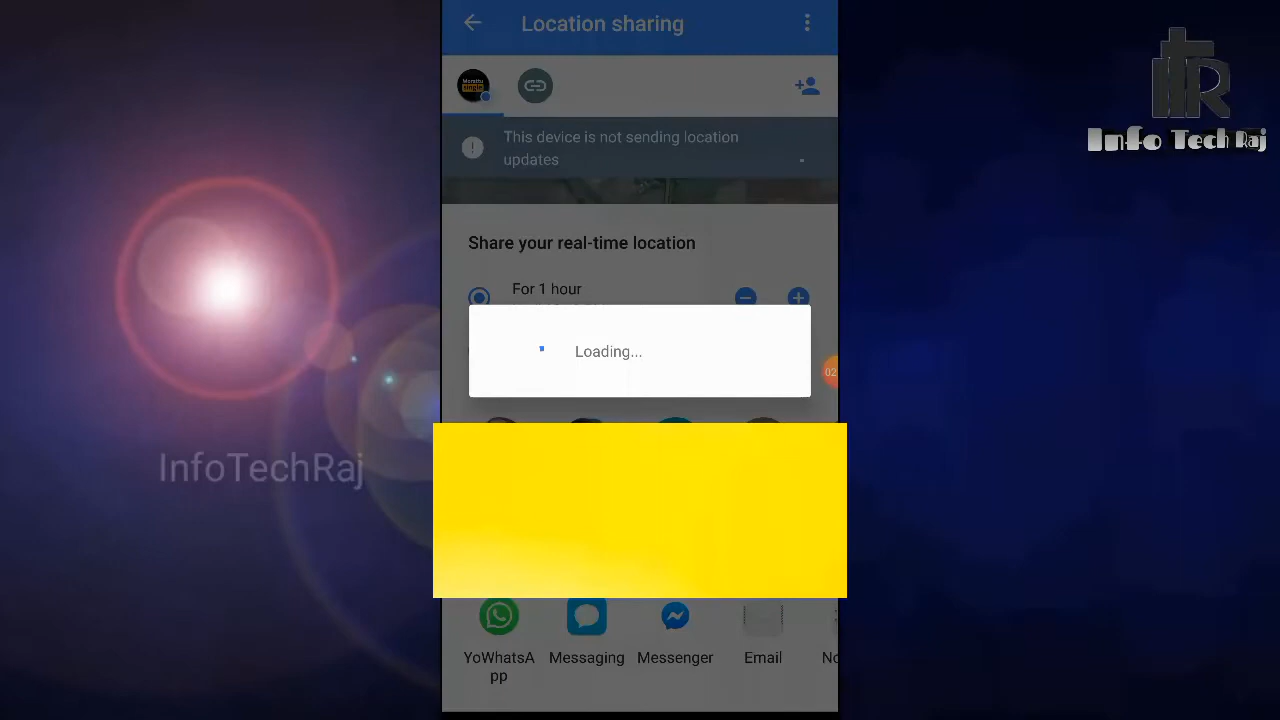 Location sharing
Info Tech Raj
This device is not sending location
updates
Share your real-time location
For 1 hour
Loading...
02
InfoTechRaj
YoWhatsA
pp
Messaging
Messenger
Email